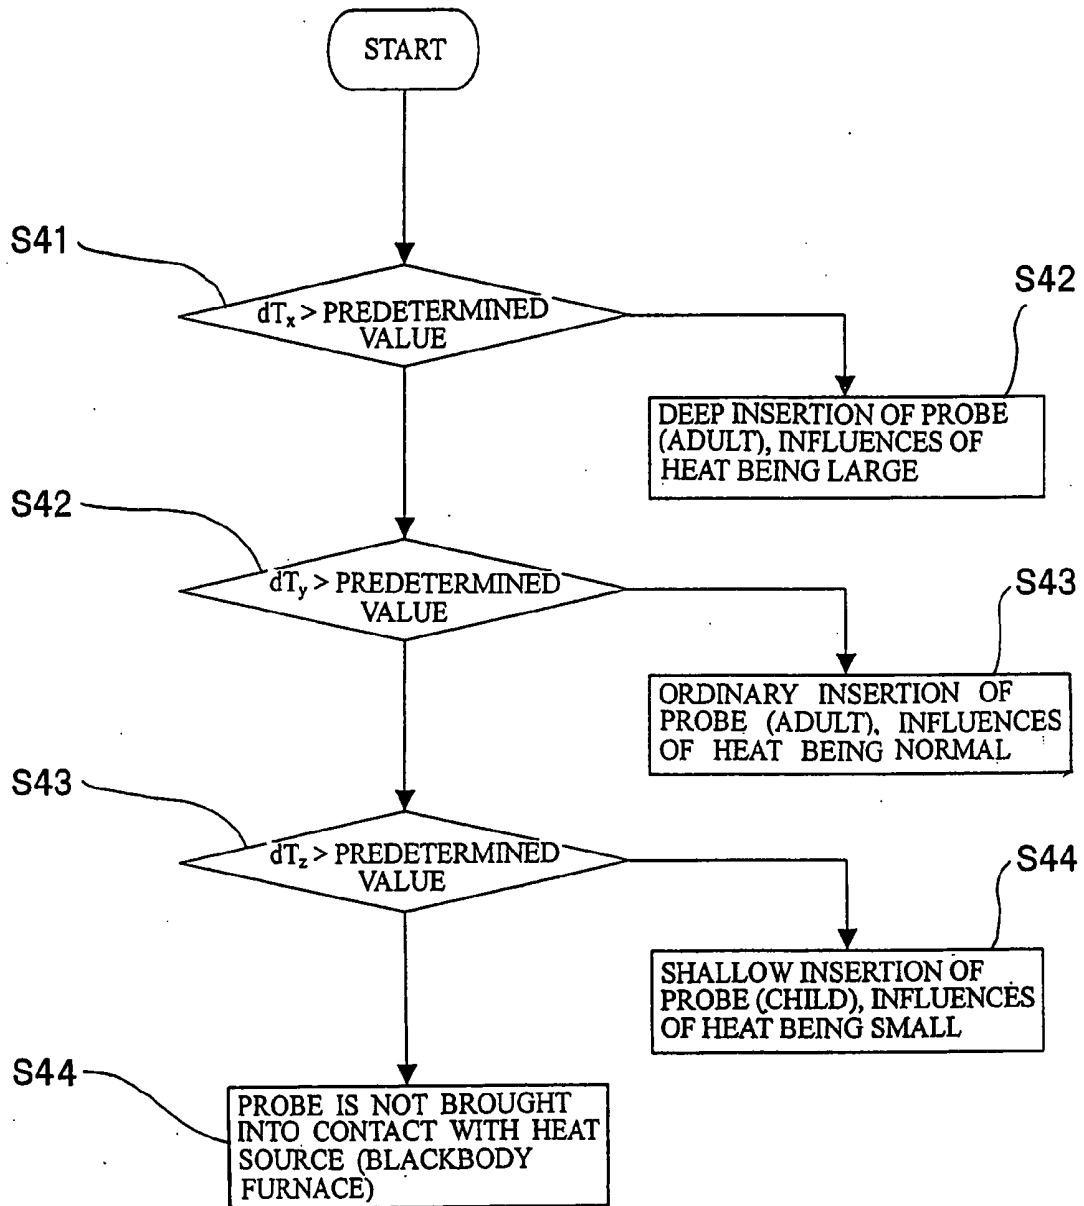 START
S41
dTx > PREDETERMINED
VALUE
S42
DEEP INSERTION OF PROBE
(ADULT), INFLUENCES OF
HEAT BEING LARGE
S42
dTy > PREDETERMINED
VALUE
S43
ORDINARY INSERTION OF
PROBE (ADULT), INFLUENCES
OF HEAT BEING NORMAL
S43
dTz > PREDETERMINED
VALUE
S44
SHALLOW INSERTION OF
PROBE (CHILD), INFLUENCES
OF HEAT BEING SMALL
S44
PROBE IS NOT BROUGHT
INTO CONTACT WITH HEAT
SOURCE (BLACKBODY
FURNACE)